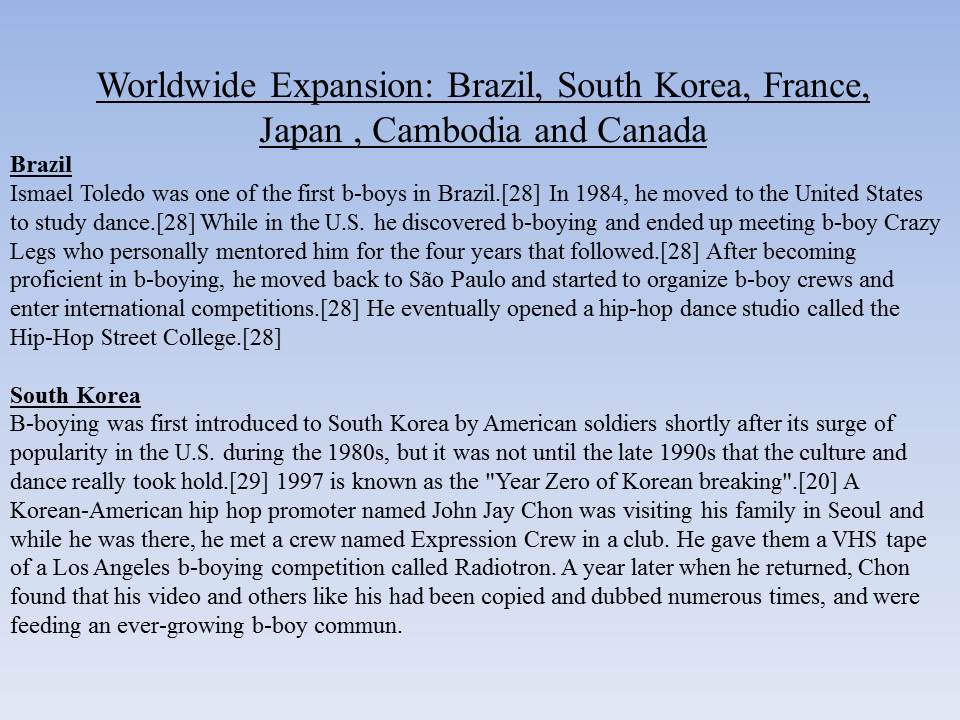 Worldwide Expansion: Brazil, South Korea, France,
Japan , Cambodia and Canada
Brazil
Ismael Toledo was one of the first b-boys in Brazil.[28] In 1984, he moved to the United States
to study dance.[28] While in the U.S. he discovered b-boying and ended up meeting b-boy Crazy
Legs who personally mentored him for the four years that followed.[28] After becoming
proficient in b-boying, he moved back to São Paulo and started to organize b-boy crews and
enter international competitions.[28] He eventually opened a hip-hop dance studio called the
Hip-Hop Street College.[28]
South Korea
B-boying was first introduced to South Korea by American soldiers shortly after its surge of
popularity in the U.S. during the 1980s, but it was not until the late 1990s that the culture and
dance really took hold.[29] 1997 is known as the "Year Zero of Korean breaking".[20] A
Korean-American hip hop promoter named John Jay Chon was visiting his family in Seoul and
while he was there, he met a crew named Expression Crew in a club. He gave them a VHS tape
of a Los Angeles b-boying competition called Radiotron. A year later when he returned, Chon
found that his video and others like his had been copied and dubbed numerous times, and were
feeding an ever-growing b-boy commun.